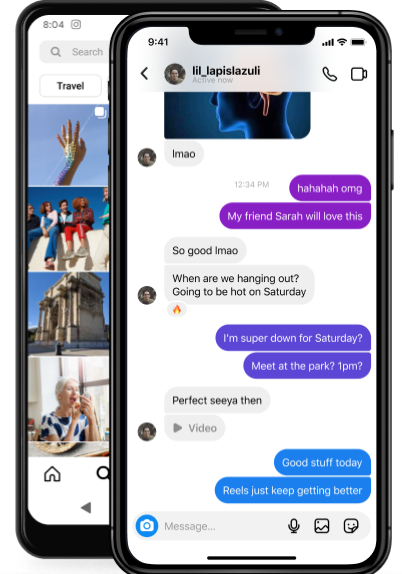 8:04
Search
Travel
9:41
lil_lapislazuli
Active now
lmao
12:34 PM
hahahah omg
My friend Sarah will love this
So good lmao
When are we hanging out?
Going to be hot on Saturday
I'm super down for Saturday?
Meet at the park? 1pm?
Perfect seeya then
Video
Good stuff today
Reels just keep getting better
Message...